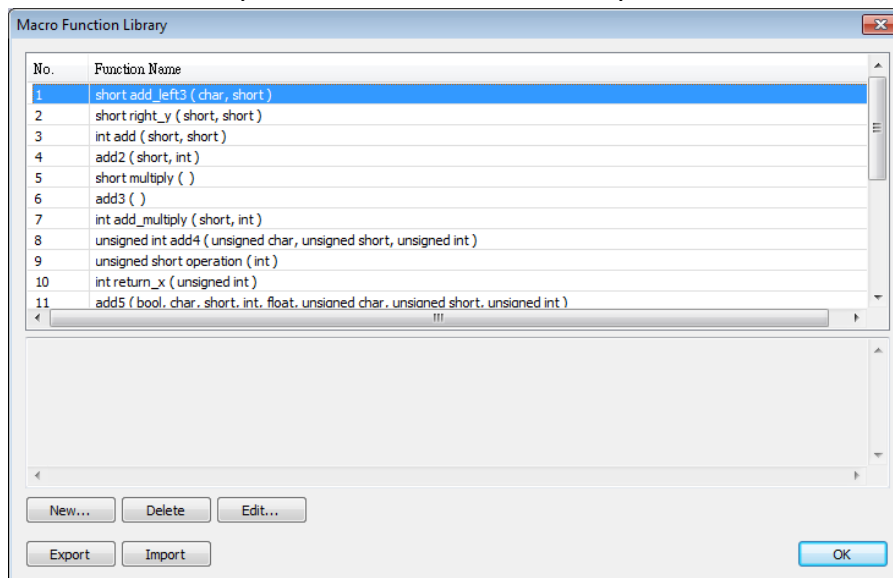 Macro Function Library
No. Function Name
1 short add_left3 ( char, short )
2 short right_y ( short, short )
3 int add ( short, short )
4 add2 ( short, int )
5 short multiply ( )
6 add3 ( )
7 int add_multiply ( short, int )
8 unsigned int add4 ( unsigned char, unsigned short, unsigned int )
9 unsigned short operation ( int )
10 int return_x ( unsigned int )
11 add5 ( bool, char, short, int, float, unsigned char, unsigned short, unsigned int )
New... Delete Edit...
Export Import OK